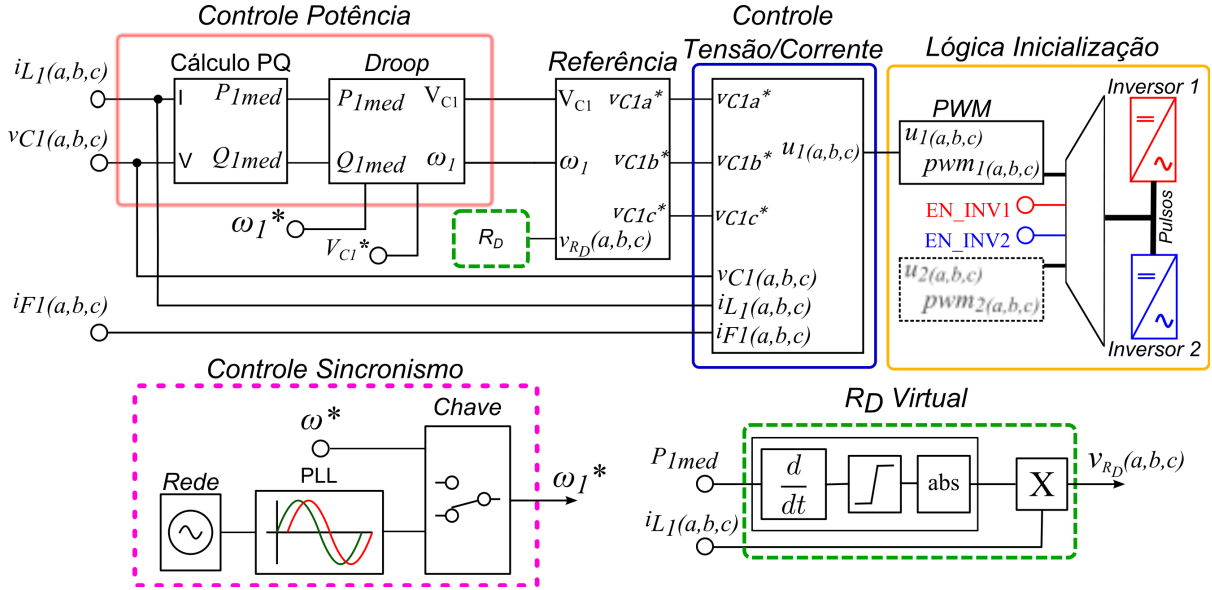 Controle Potência
Cálculo PQ
Droop
iL1(a,b,c)
vC1(a,b,c)
I
V
P1med
Q1med
P1med
Q1med
VC1
ω1
ω1*
VC1*
Referência
VC1
ω1
vC1a*
vC1b*
vC1c*
RD
vRD(a,b,c)
iF1(a,b,c)
Controle
Tensão/Corrente
vC1a*
vC1b*
vC1c*
u1(a,b,c)
vC1(a,b,c)
iL1(a,b,c)
iF1(a,b,c)
Lógica Inicialização
PWM
u1(a,b,c)
pwm1(a,b,c)
EN_INV1
EN_INV2
u2(a,b,c)
pwm2(a,b,c)
Inversor 1
Pulsos
Inversor 2
Controle Sincronismo
ω*
Chave
Rede
PLL
ω1*
RD Virtual
P1med
iL1(a,b,c)
d
dt
abs
X
vRD(a,b,c)